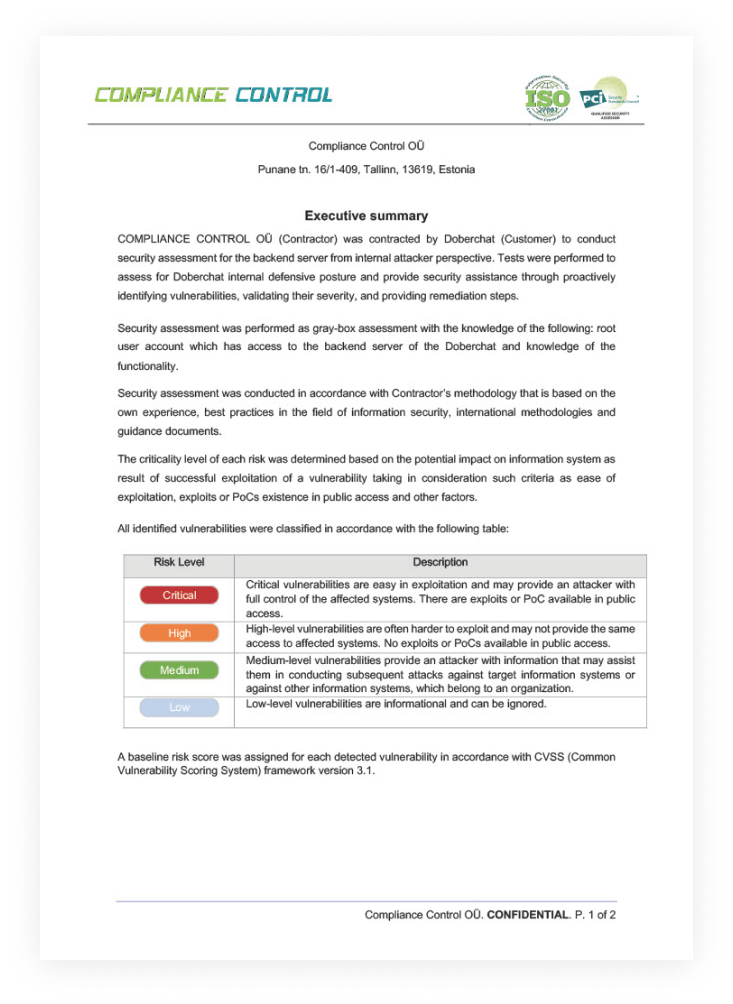 COMPLIANCE CONTROL
ISO
27001
PCI Security
Standards Council
QUALIFIED SECURITY
ASSESSOR
Compliance Control OÜ
Punane tn. 16/1-409, Tallinn, 13619, Estonia
Executive summary
COMPLIANCE CONTROL OÜ (Contractor) was contracted by Doberchat (Customer) to conduct
security assessment for the backend server from internal attacker perspective. Tests were performed to
assess for Doberchat internal defensive posture and provide security assistance through proactively
identifying vulnerabilities, validating their severity, and providing remediation steps.
Security assessment was performed as gray-box assessment with the knowledge of the following: root
user account which has access to the backend server of the Doberchat and knowledge of the
functionality.
Security assessment was conducted in accordance with Contractor's methodology that is based on the
own experience, best practices in the field of information security, international methodologies and
guidance documents.
The criticality level of each risk was determined based on the potential impact on information system as
result of successful exploitation of a vulnerability taking in consideration such criteria as ease of
exploitation, exploits or PoCs existence in public access and other factors.
All identified vulnerabilities were classified in accordance with the following table:
Risk Level Description
Critical
Critical vulnerabilities are easy in exploitation and may provide an attacker with
full control of the affected systems. There are exploits or PoC available in public
access.
High
High-level vulnerabilities are often harder to exploit and may not provide the same
access to affected systems. No exploits or PoCs available in public access.
Medium
Medium-level vulnerabilities provide an attacker with information that may assist
them in conducting subsequent attacks against target information systems or
against other information systems, which belong to an organization.
Low
Low-level vulnerabilities are informational and can be ignored.
A baseline risk score was assigned for each detected vulnerability in accordance with CVSS (Common
Vulnerability Scoring System) framework version 3.1.
Compliance Control OÜ. CONFIDENTIAL. P. 1 of 2